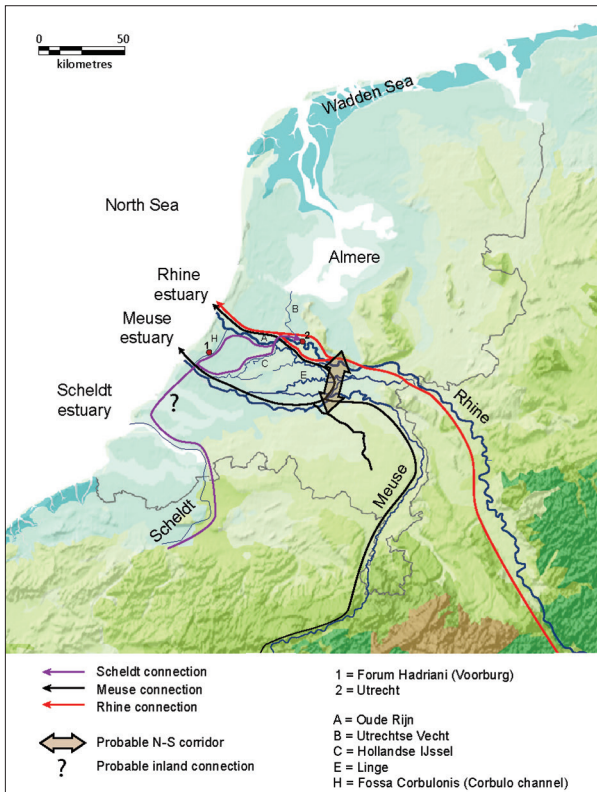 0 50
kilometres
Wadden Sea
North Sea
Almere
Rhine
estuary
Meuse
estuary
Scheldt
estuary
B
2
1
H
A
C
E
?
Rhine
Meuse
Scheldt
Scheldt connection
Meuse connection
Rhine connection
Probable N-S corridor
? Probable inland connection
1 = Forum Hadriani (Voorburg)
2 = Utrecht
A = Oude Rijn
B = Utrechtse Vecht
C = Hollandse IJssel
E = Linge
H = Fossa Corbulonis (Corbulo channel)